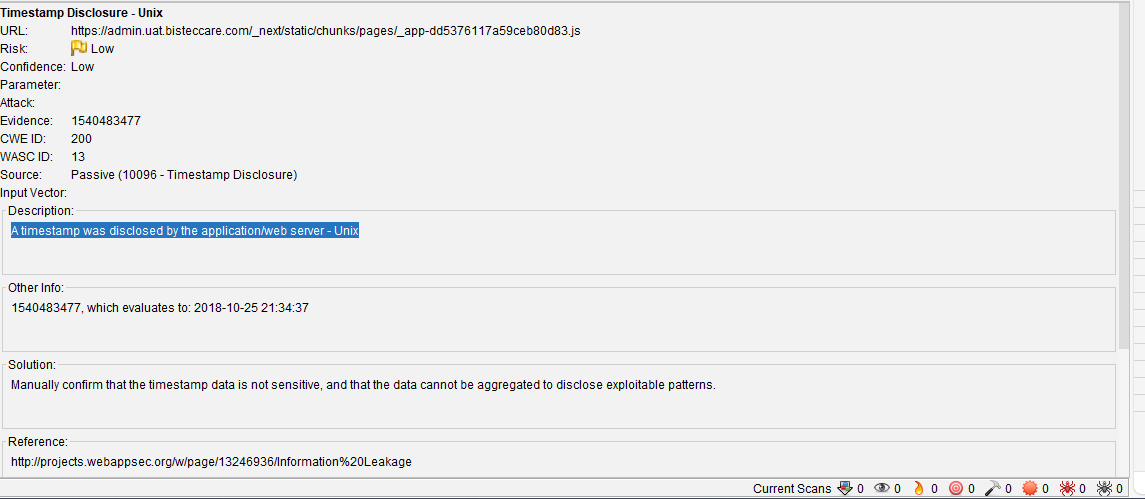 Timestamp Disclosure - Unix
URL: https://admin.uat.bisteccare.com/_next/static/chunks/pages/_app-dd5376117a59ceb80d83.js
Risk: Low
Confidence: Low
Parameter:
Attack:
Evidence: 1540483477
CWE ID: 200
WASC ID: 13
Source: Passive (10096 - Timestamp Disclosure)
Input Vector:
Description:
A timestamp was disclosed by the application/web server - Unix
Other Info:
1540483477, which evaluates to: 2018-10-25 21:34:37
Solution:
Manually confirm that the timestamp data is not sensitive, and that the data cannot be aggregated to disclose exploitable patterns.
Reference:
http://projects.webappsec.org/w/page/13246936/Information%20Leakage
Current Scans 0 0 0 0 0 0 0 0